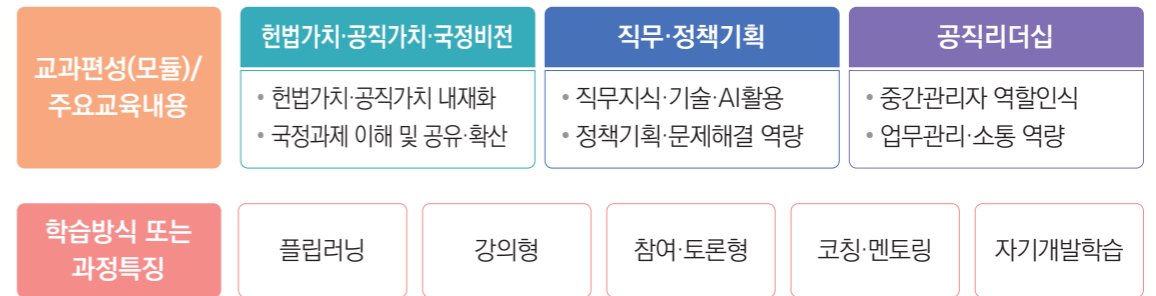 교과편성(모듈)/
주요교육내용
헌법가치·공직가치·국정비전
• 헌법가치·공직가치 내재화
• 국정과제 이해 및 공유·확산
직무·정책기획
• 직무지식·기술·AI활용
• 정책기획·문제해결 역량
공직리더십
• 중간관리자 역할인식
• 업무관리·소통 역량
학습방식 또는
과정특징
플립러닝
강의형
참여·토론형
코칭·멘토링
자기개발학습